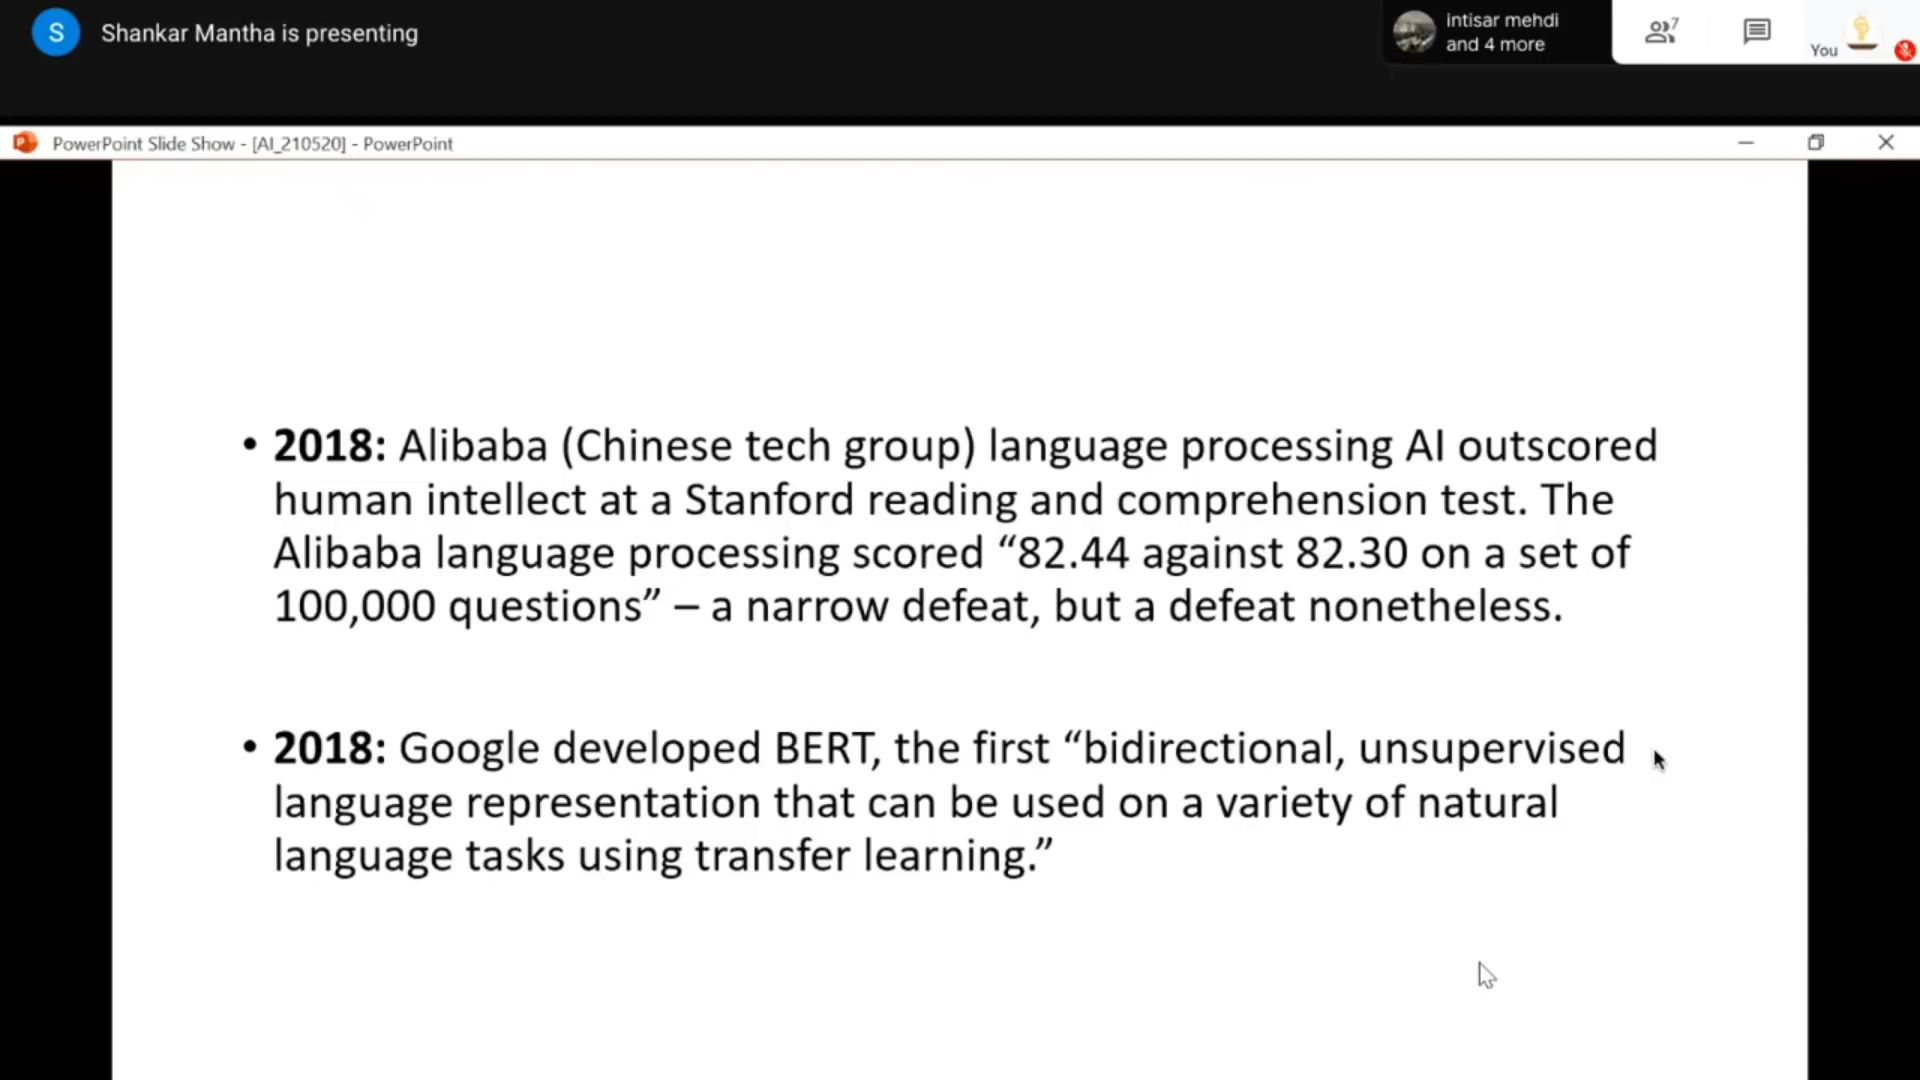 S
Shankar Mantha is presenting
intisar mehdi
and 4 more
7
You
PowerPoint Slide Show - [AI_210520] - PowerPoint
• 2018: Alibaba (Chinese tech group) language processing AI outscored
human intellect at a Stanford reading and comprehension test. The
Alibaba language processing scored “82.44 against 82.30 on a set of
100,000 questions” – a narrow defeat, but a defeat nonetheless.
• 2018: Google developed BERT, the first “bidirectional, unsupervised
language representation that can be used on a variety of natural
language tasks using transfer learning.”